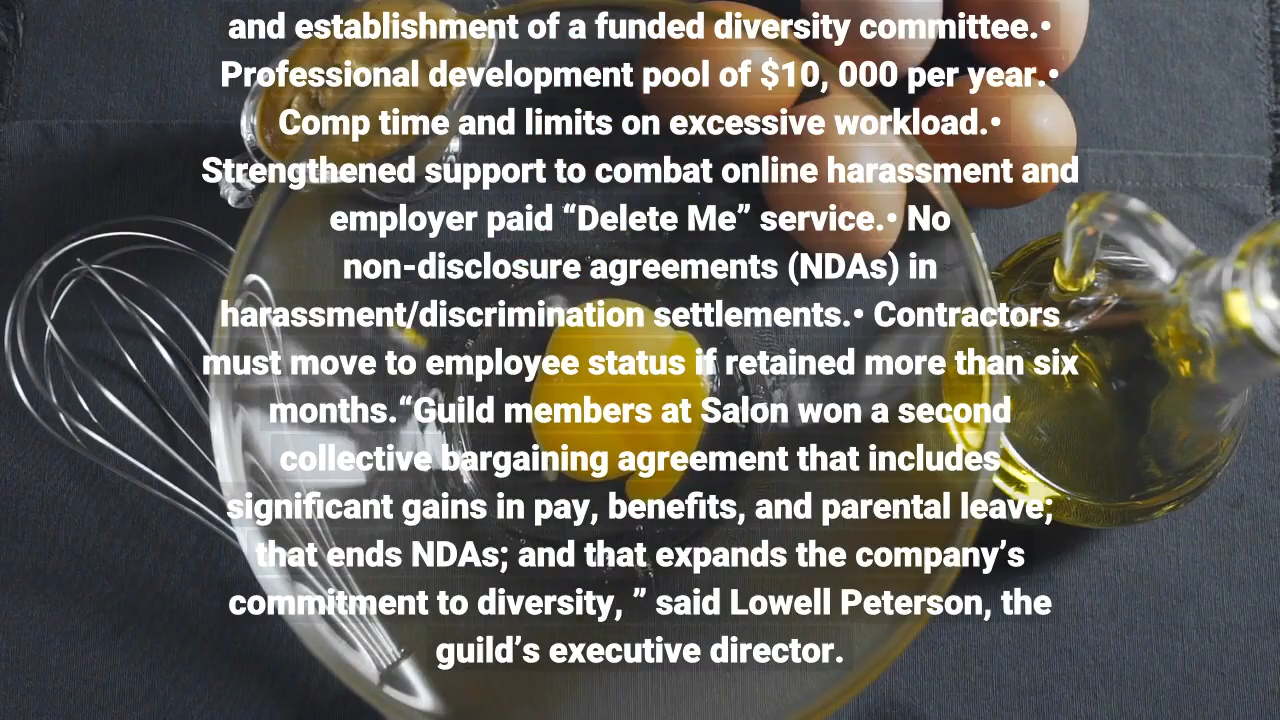 and establishment of a funded diversity committee.•
Professional development pool of $10, 000 per year.•
Comp time and limits on excessive workload.•
Strengthened support to combat online harassment and
employer paid “Delete Me” service.• No
non-disclosure agreements (NDAs) in
harassment/discrimination settlements.• Contractors
must move to employee status if retained more than six
months.“Guild members at Salon won a second
collective bargaining agreement that includes
significant gains in pay, benefits, and parental leave;
that ends NDAs; and that expands the company’s
commitment to diversity, ” said Lowell Peterson, the
guild’s executive director.